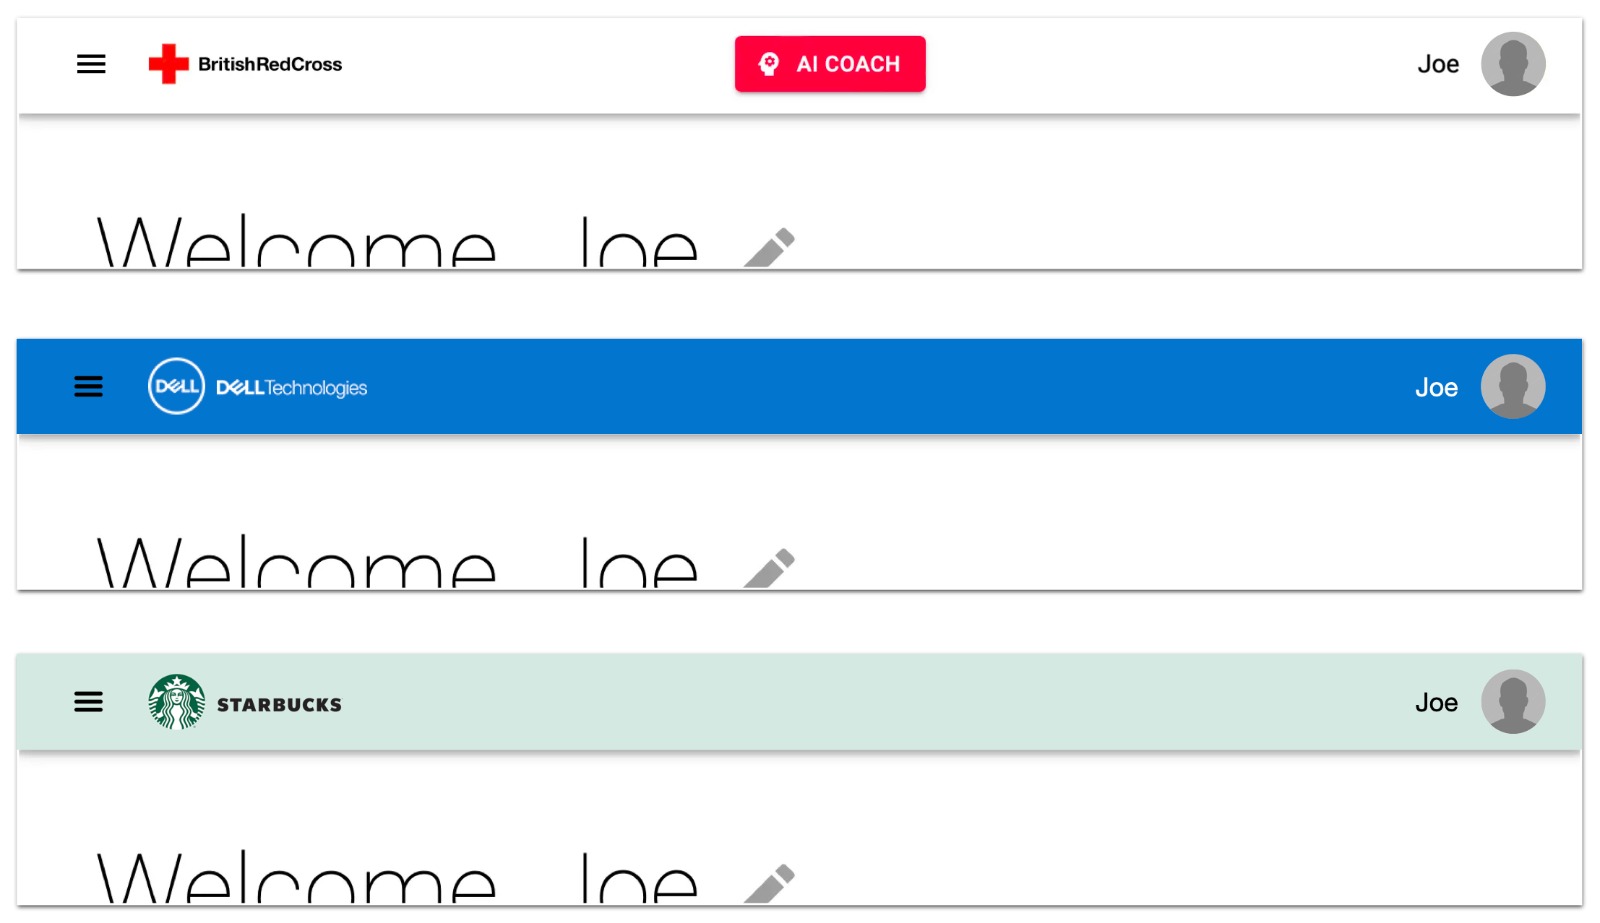 BritishRedCross
AI COACH
Joe
Welcome Joe
DELL
DELLTechnologies
Joe
Welcome Joe
STARBUCKS
Joe
Welcome Joe